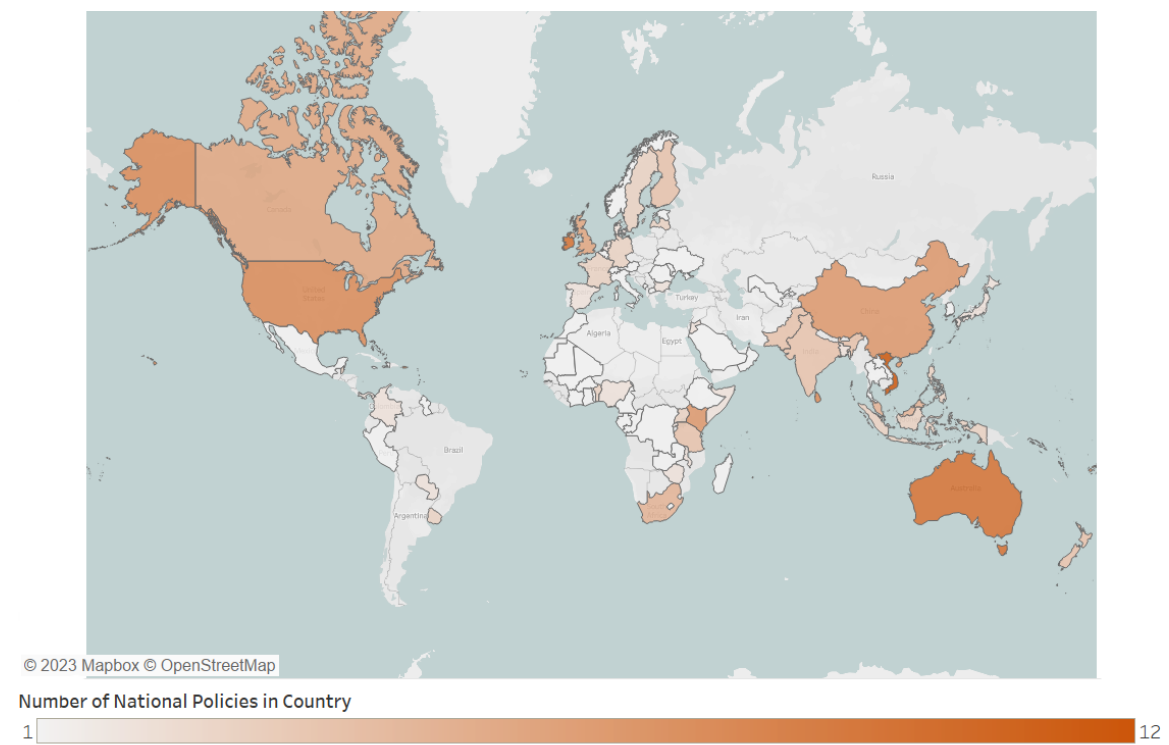 Canada
Russia
United
States
China
Turkey
Iran
Algeria
Egypt
India
Brazil
Argentina
Australia
© 2023 Mapbox © OpenStreetMap
Number of National Policies in Country
1
12